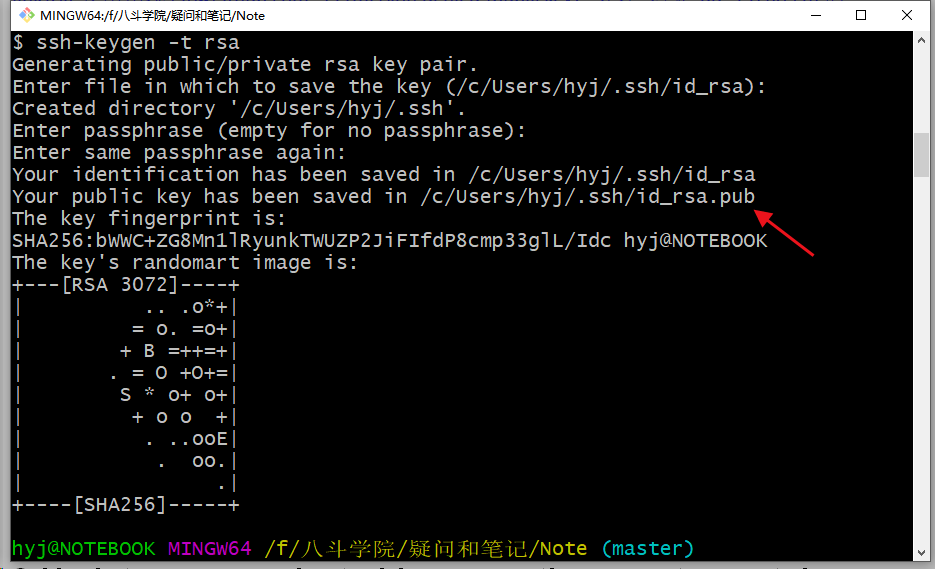 MINGW64:/f/八斗学院/疑问和笔记/Note
$ ssh-keygen -t rsa
Generating public/private rsa key pair.
Enter file in which to save the key (/c/Users/hyj/.ssh/id_rsa):
Created directory '/c/Users/hyj/.ssh'.
Enter passphrase (empty for no passphrase):
Enter same passphrase again:
Your identification has been saved in /c/Users/hyj/.ssh/id_rsa
Your public key has been saved in /c/Users/hyj/.ssh/id_rsa.pub
The key fingerprint is:
SHA256:bWWC+ZG8Mn1lRyunkTWUZP2JiFIfdP8cmp33glL/Idc hyj@NOTEBOOK
The key's randomart image is:
+---[RSA 3072]----+
|          .. .o*+|
|         = o. =o+|
|        + B =++=+|
|       . = O +O+=|
|        S * o+ o+|
|         + o o  +|
|          . ..ooE|
|           .  oo.|
|                .|
+----[SHA256]-----+
hyj@NOTEBOOK MINGW64 /f/八斗学院/疑问和笔记/Note (master)